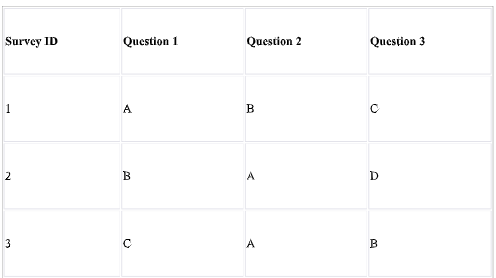 Survey ID Question 1 Question 2 Question 3
1 A B C
2 B A D
3 C A B